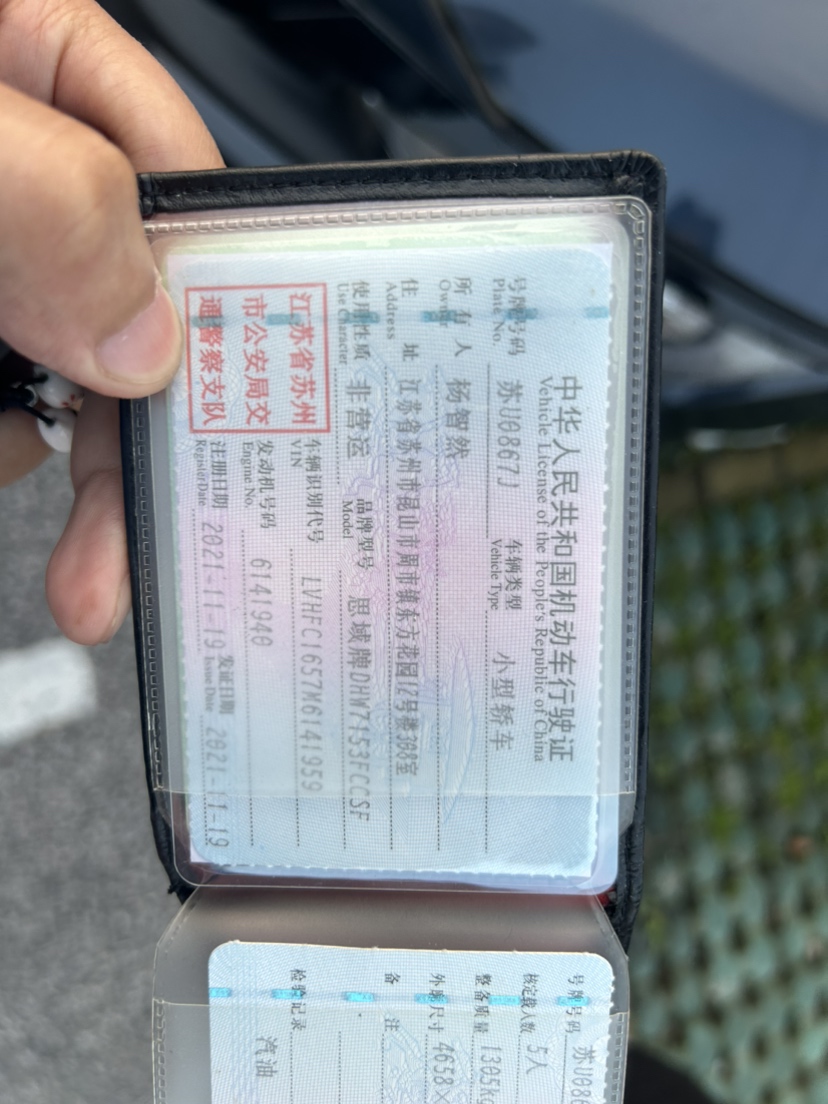 中华人民共和国机动车行驶证
Vehicle License of the People's Republic of China
号牌号码 苏U0867J 车辆类型 小型轿车
Plate No. Vehicle Type
所有人 杨智然
Owner
住址 江苏省苏州市昆山市周市镇东方花园12号楼308室
Address
使用性质 非营运 品牌型号 思域牌DHW7153FCCSF
Use Character Model
江苏省苏州
市公安局交
通警察支队
车辆识别代号 LVHFC1657M6141959
VIN
发动机号码 6141940
Engine No.
注册日期 2021-11-19 发证日期 2021-11-19
Register Date Issue Date
号牌号码 苏U086
核定载人数 5人
整备质量 1305kg
外廓尺寸 4658×
备注
检验记录
汽油